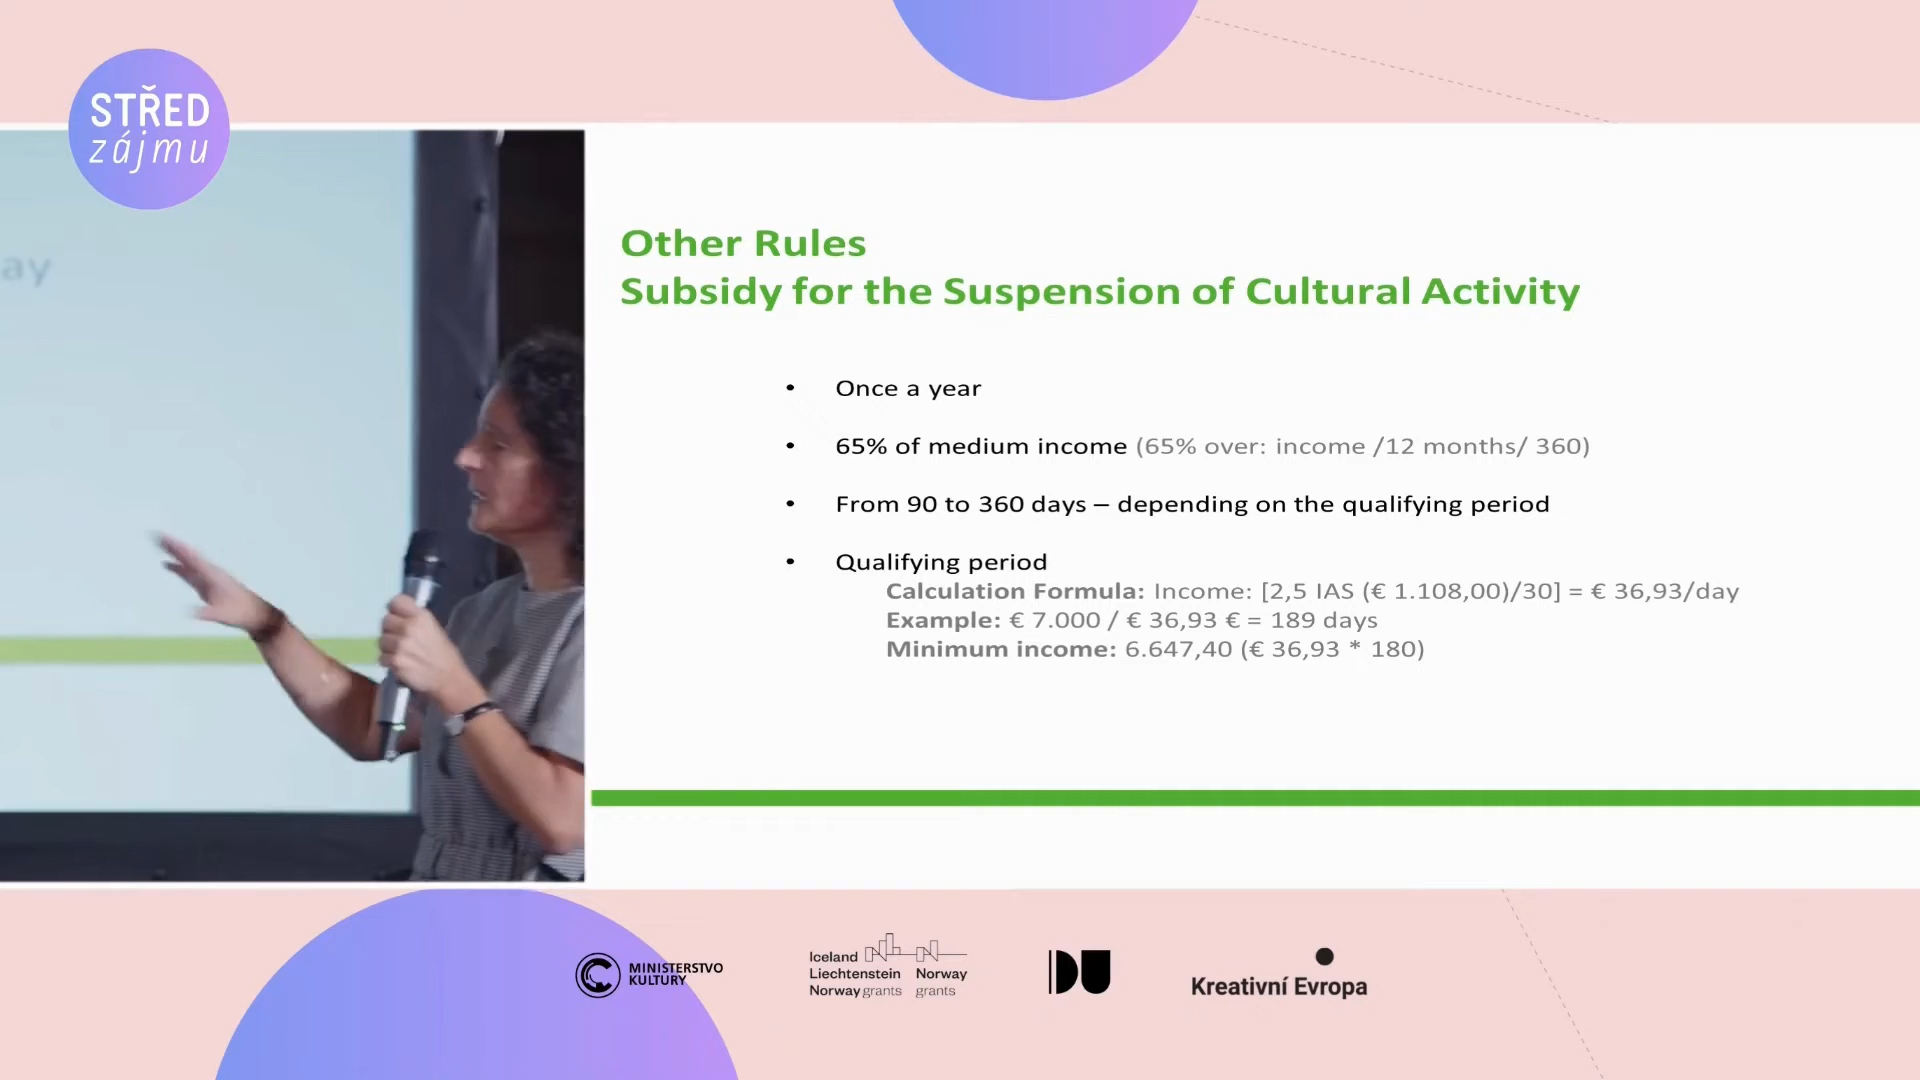 STŘED
zájmu
ay
Other Rules
Subsidy for the Suspension of Cultural Activity
• Once a year
• 65% of medium income (65% over: income /12 months/ 360)
• From 90 to 360 days – depending on the qualifying period
• Qualifying period
Calculation Formula: Income: [2,5 IAS (€ 1.108,00)/30] = € 36,93/day
Example: € 7.000 / € 36,93 € = 189 days
Minimum income: 6.647,40 (€ 36,93 * 180)
MINISTERSTVO
KULTURY
Iceland
Liechtenstein
Norway grants
Norway
grants
DU
Kreativní Evropa